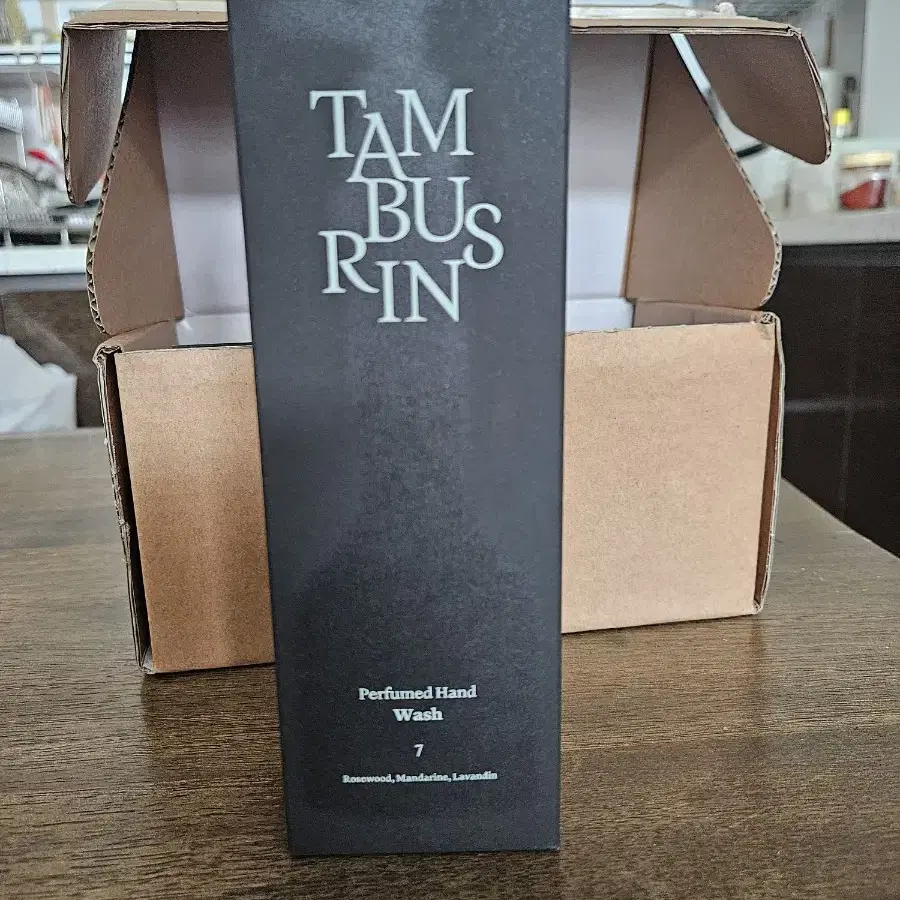 TAM
BUS
RIN
Perfumed Hand
Wash
7
Rosewood, Mandarine, Lavandin